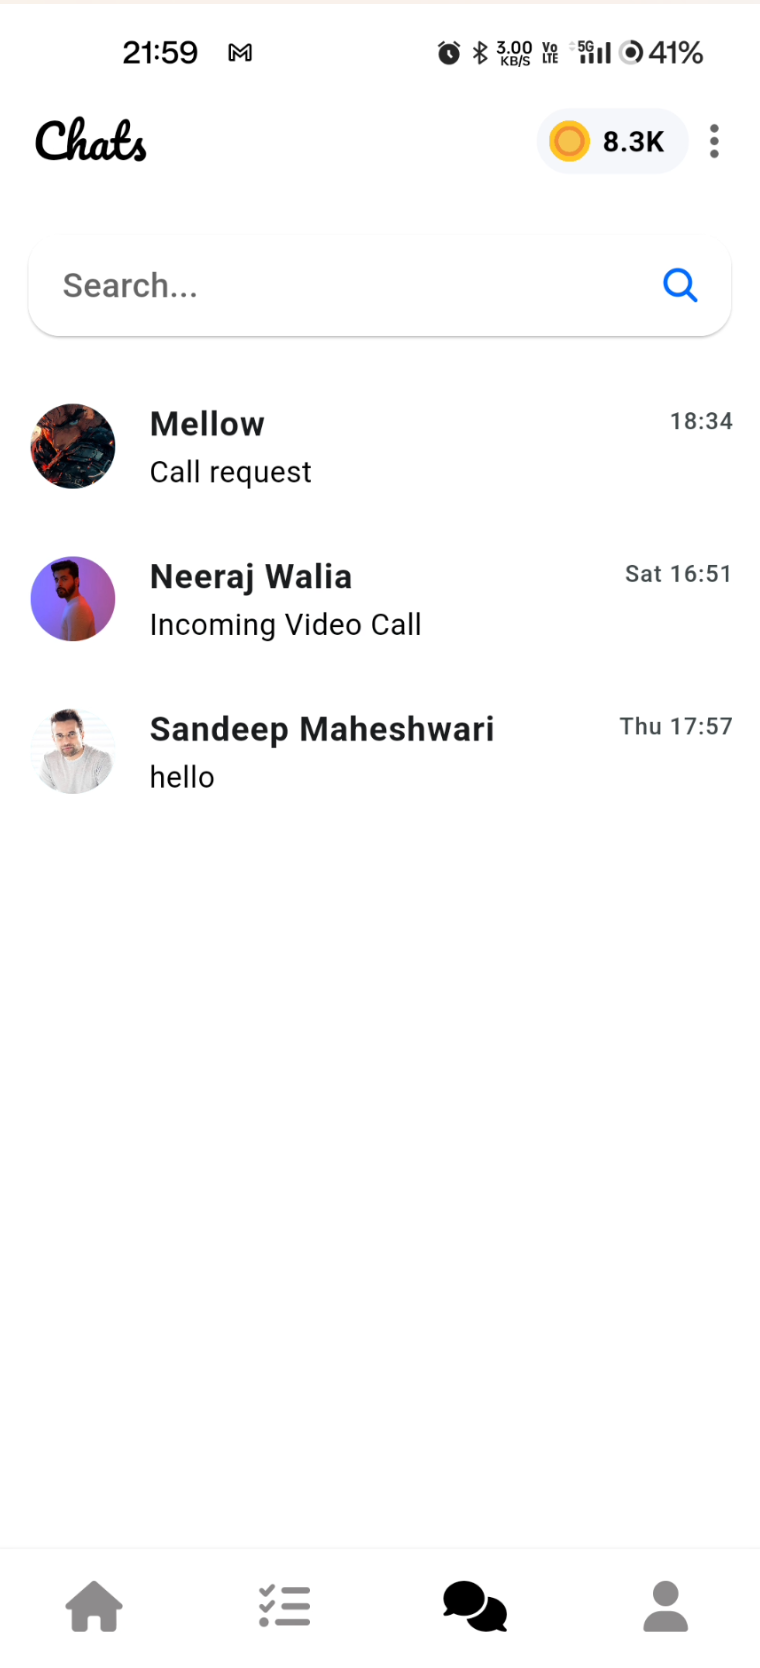 21:59 3.00 KB/S Vo LTE 5G 41%
Chats 8.3K
Search...
Mellow 18:34
Call request
Neeraj Walia Sat 16:51
Incoming Video Call
Sandeep Maheshwari Thu 17:57
hello